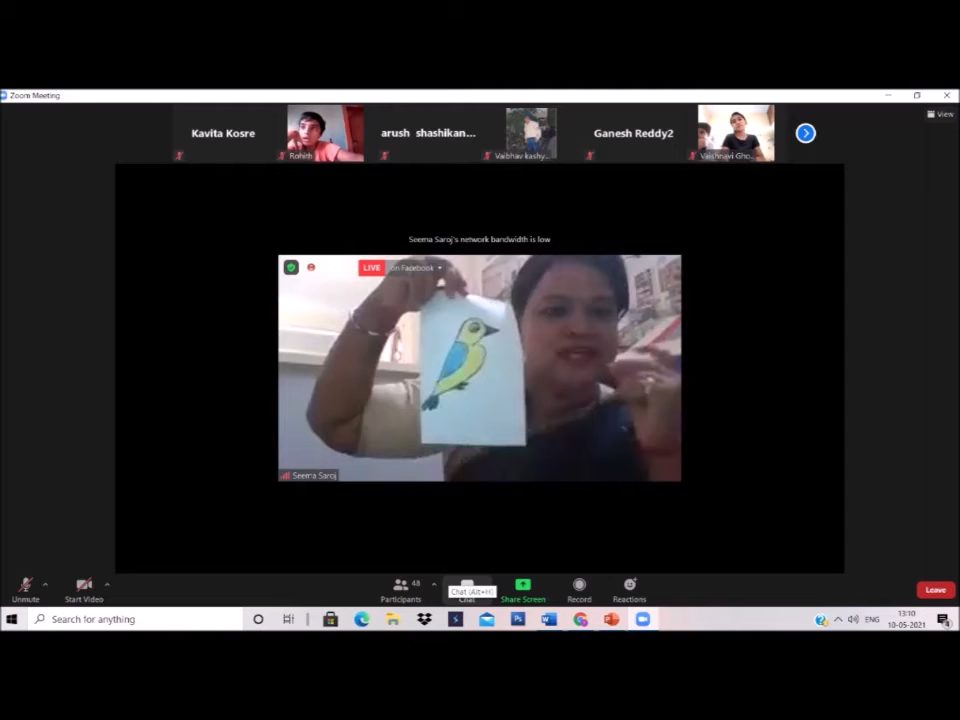 Zoom Meeting
View
Kavita Kosre
Rohith
arush shashikan...
Vaibhav kashy...
Ganesh Reddy2
Vaishnavi Gho...
Seema Saroj's network bandwidth is low
LIVE on Facebook
Seema Saroj
Unmute
Start Video
48
Participants
Chat (Alt+H)
Chat
Share Screen
Record
Reactions
Leave
Search for anything
Ps
ENG
13:10
10-05-2021